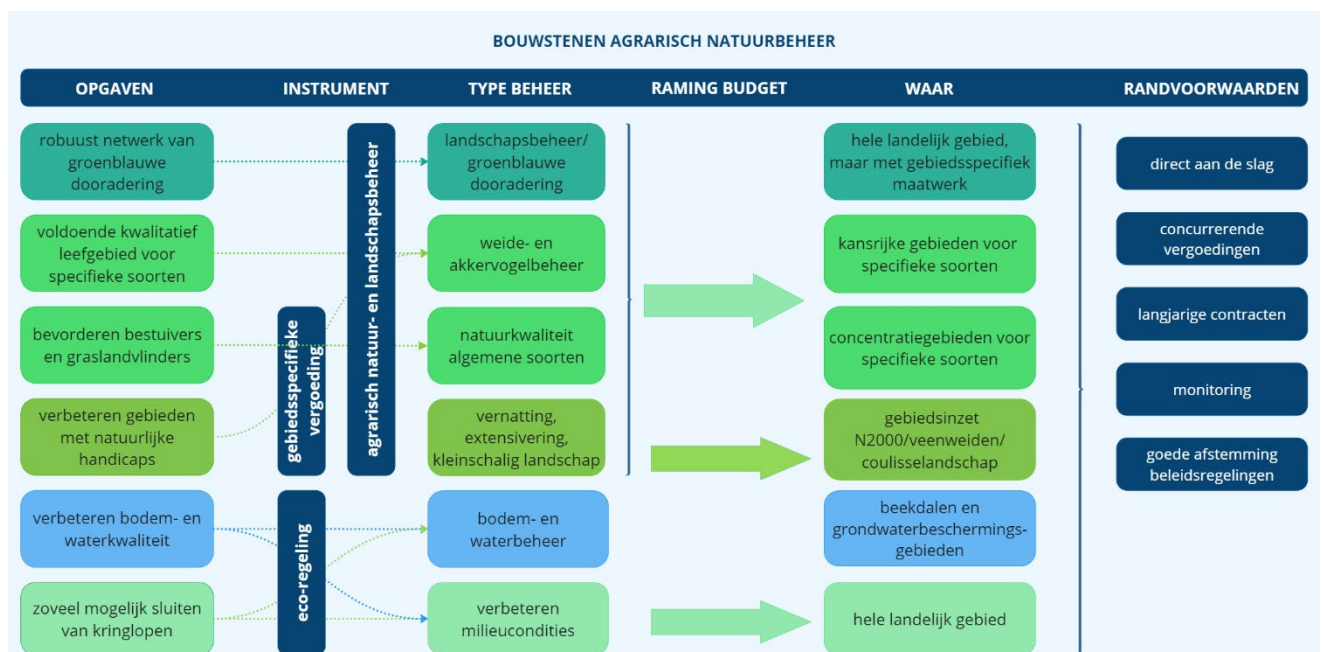 BOUWSTENEN AGRARISCH NATUURBEHEER
OPGAVEN
INSTRUMENT
TYPE BEHEER
RAMING BUDGET
WAAR
RANDVOORWAARDEN
robuust netwerk van
groenblauwe
dooradering
voldoende kwalitatief
leefgebied voor
specifieke soorten
bevorderen bestuivers
en graslandvlinders
verbeteren gebieden
met natuurlijke
handicaps
verbeteren bodem- en
waterkwaliteit
zoveel mogelijk sluiten
van kringlopen
gebiedsspecifieke
vergoeding
agrarisch natuur- en landschapsbeheer
eco-regeling
landschapsbeheer/
groenblauwe
dooradering
weide- en
akkervogelbeheer
natuurkwaliteit
algemene soorten
vernatting,
extensivering,
kleinschalig landschap
bodem- en
waterbeheer
verbeteren
milieucondities
hele landelijk gebied,
maar met gebiedsspecifiek
maatwerk
kansrijke gebieden voor
specifieke soorten
concentratiegebieden voor
specifieke soorten
gebiedsinzet
N2000/veenweiden/
coulisselandschap
beekdalen en
grondwaterbeschermings-
gebieden
hele landelijk gebied
direct aan de slag
concurrerende
vergoedingen
langjarige contracten
monitoring
goede afstemming
beleidsregelingen